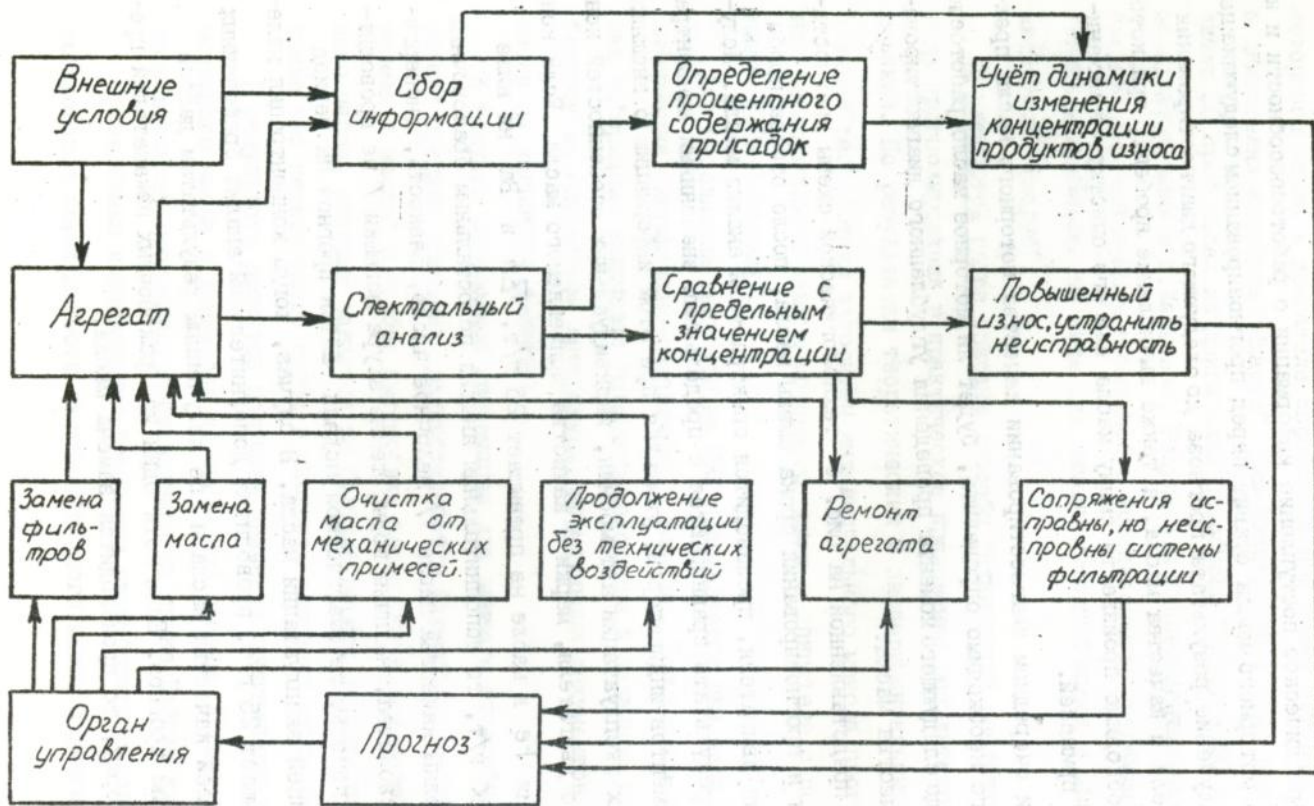 Внешние
условия
Сбор
информации
Определение
процентного
содержания
присадок
Учёт динамики
изменения
концентрации
продуктов износа
Агрегат
Спектральный
анализ
Сравнение с
предельным
значением
концентрации
Повышенный
износ, устранить
неисправность
Замена
филь-
тров
Замена
масла
Очистка
масла от
механических
примесей.
Продолжение
эксплуатации
без технических
воздействий
Ремонт
агрегата
Сопряжения ис-
правны, но неис-
правны системы
фильтрации
Орган
управления
Прогноз